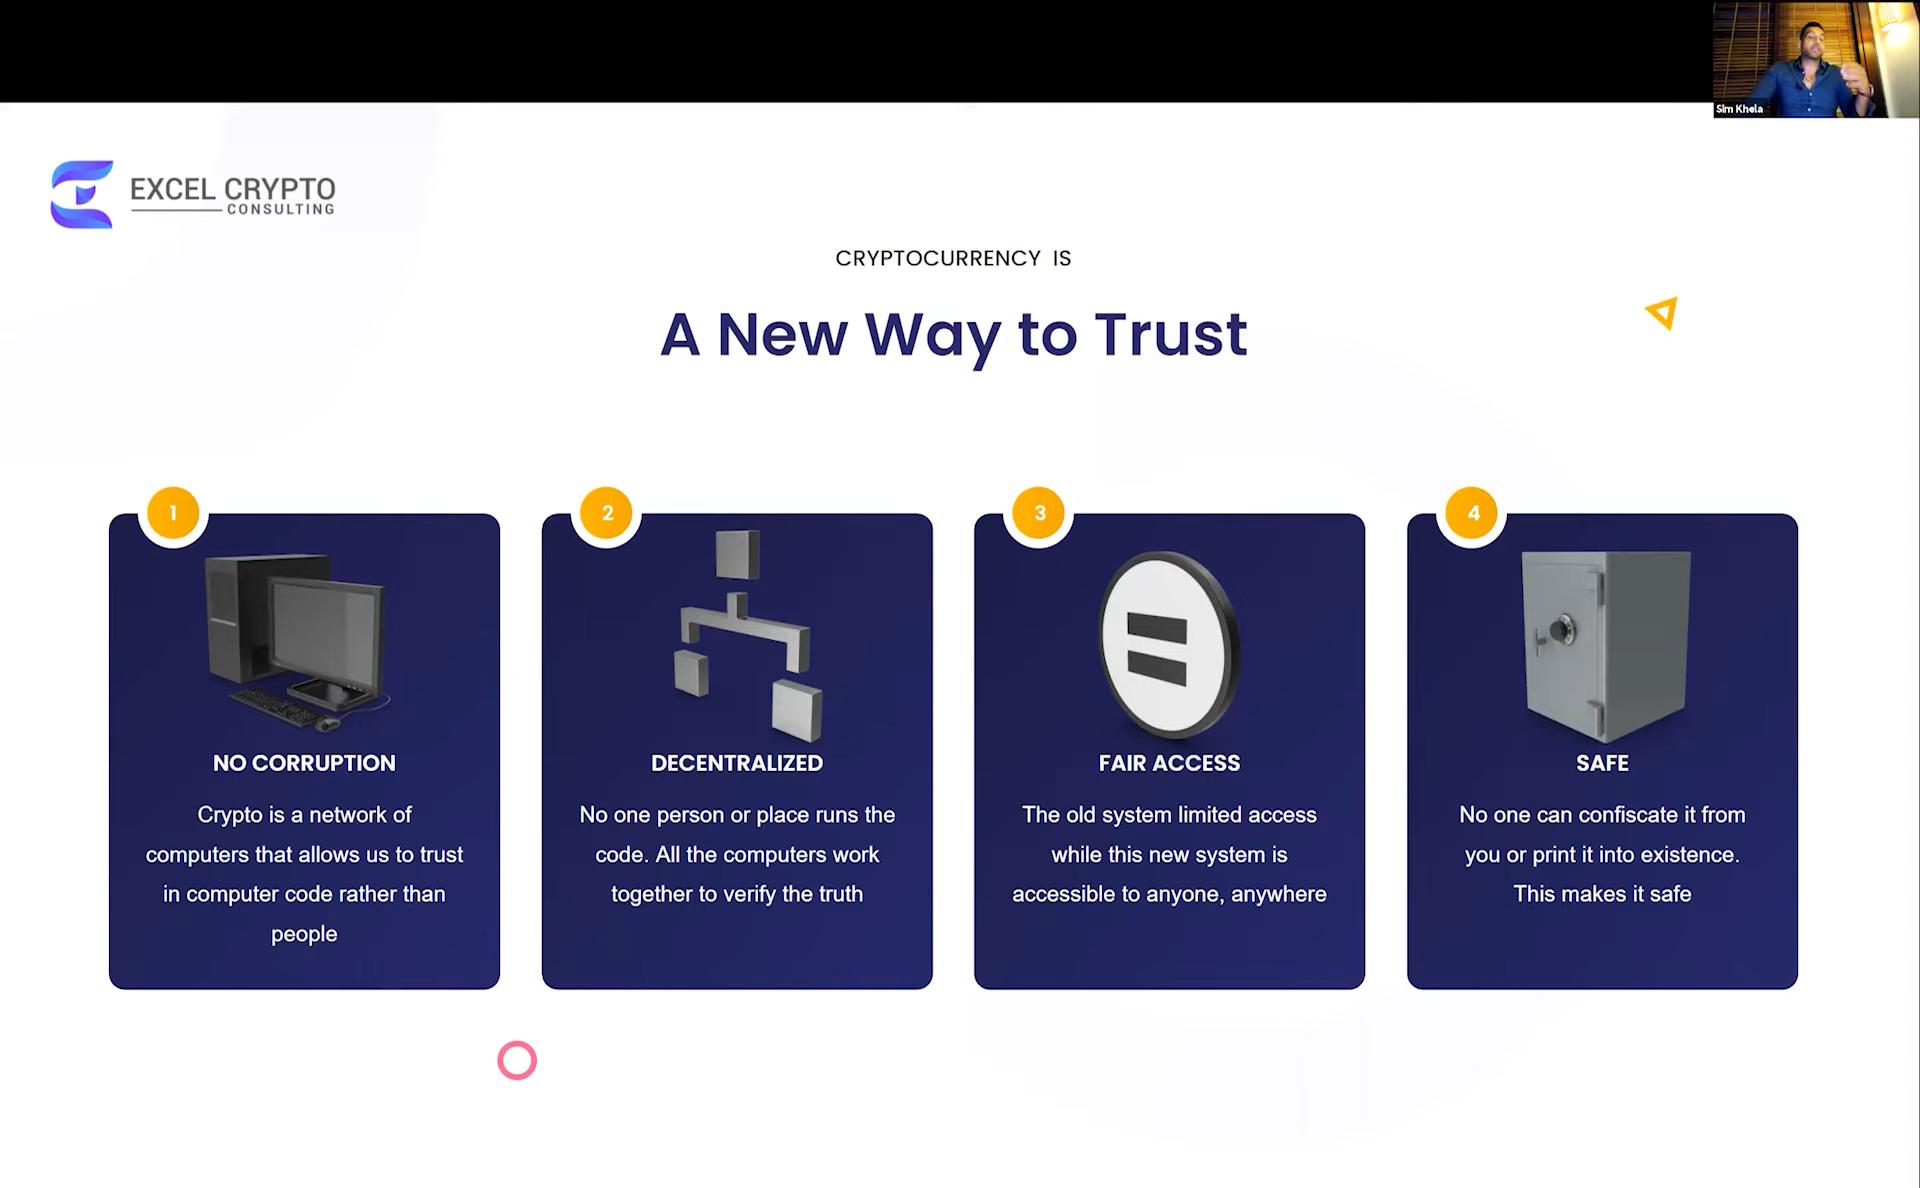 Sim Khela
EXCEL CRYPTO
CONSULTING
CRYPTOCURRENCY IS
A New Way to Trust
1
NO CORRUPTION
Crypto is a network of
computers that allows us to trust
in computer code rather than
people
2
DECENTRALIZED
No one person or place runs the
code. All the computers work
together to verify the truth
3
FAIR ACCESS
The old system limited access
while this new system is
accessible to anyone, anywhere
4
SAFE
No one can confiscate it from
you or print it into existence.
This makes it safe